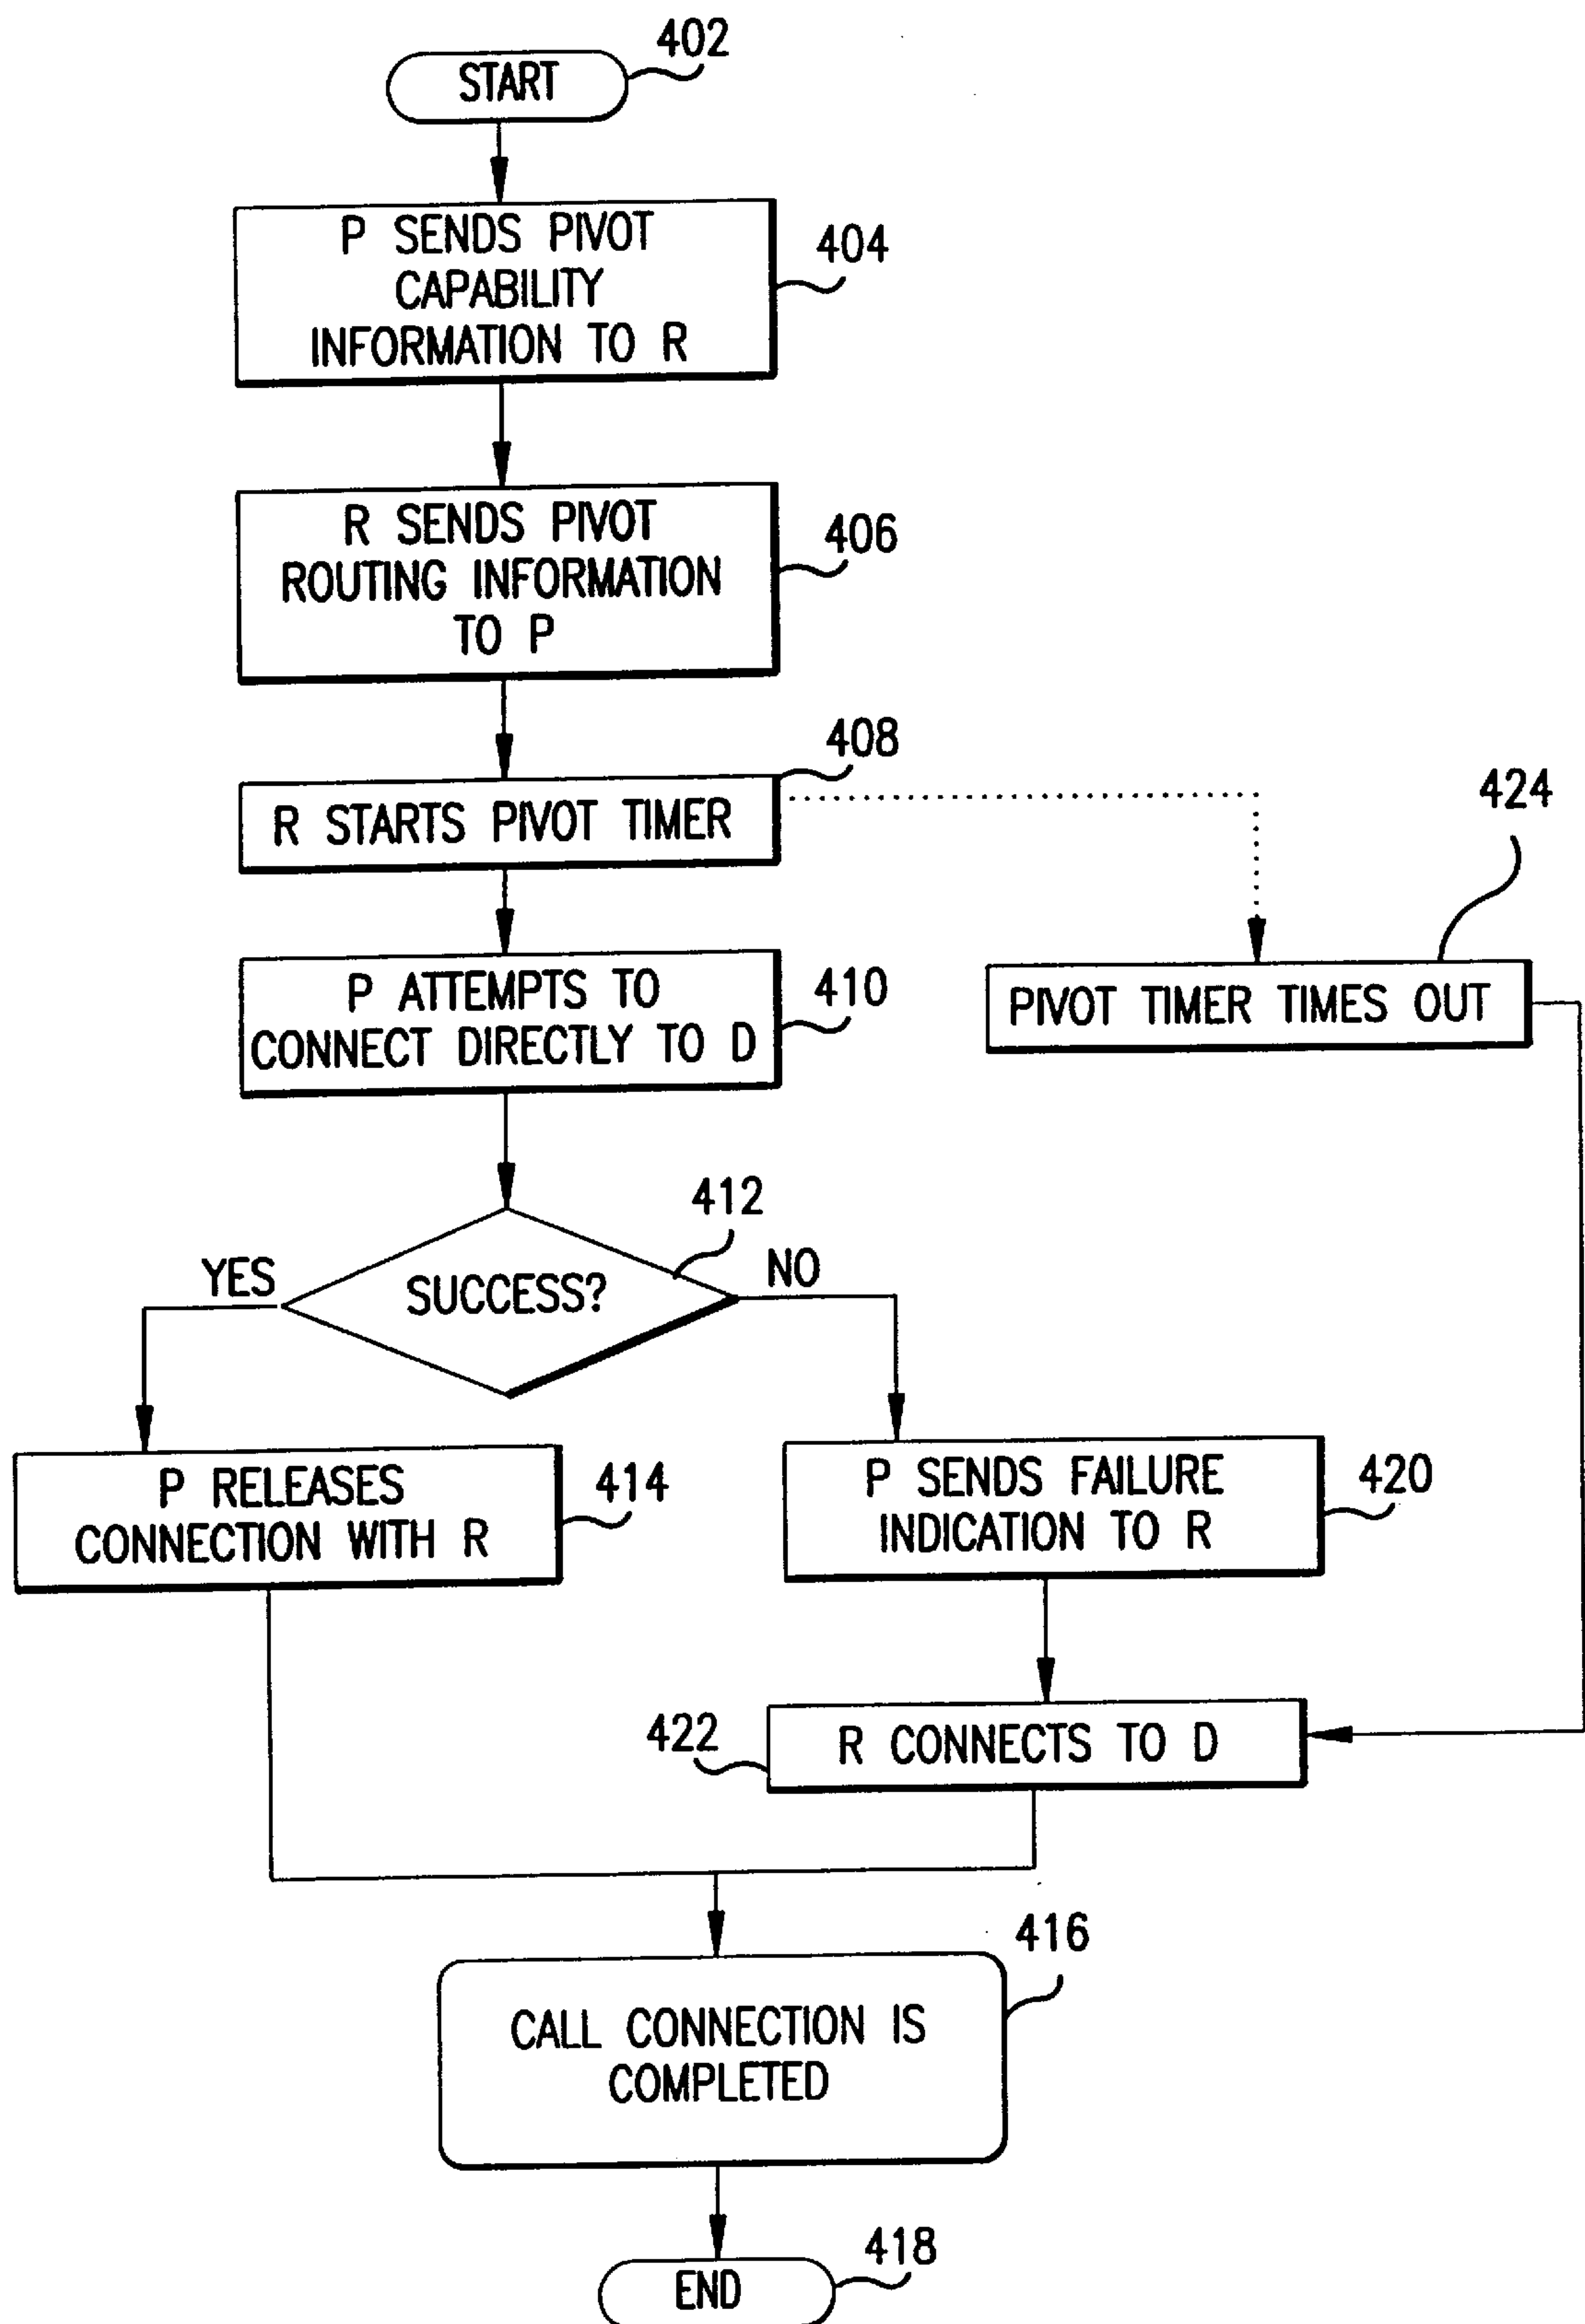 402
START
P SENDS PIVOT
CAPABILITY
INFORMATION TO R
404
R SENDS PIVOT
ROUTING INFORMATION
TO P
406
408
R STARTS PIVOT TIMER
424
P ATTEMPTS TO
CONNECT DIRECTLY TO D
410
PIVOT TIMER TIMES OUT
412
YES
SUCCESS?
NO
P RELEASES
CONNECTION WITH R
414
P SENDS FAILURE
INDICATION TO R
420
422
R CONNECTS TO D
416
CALL CONNECTION IS
COMPLETED
418
END